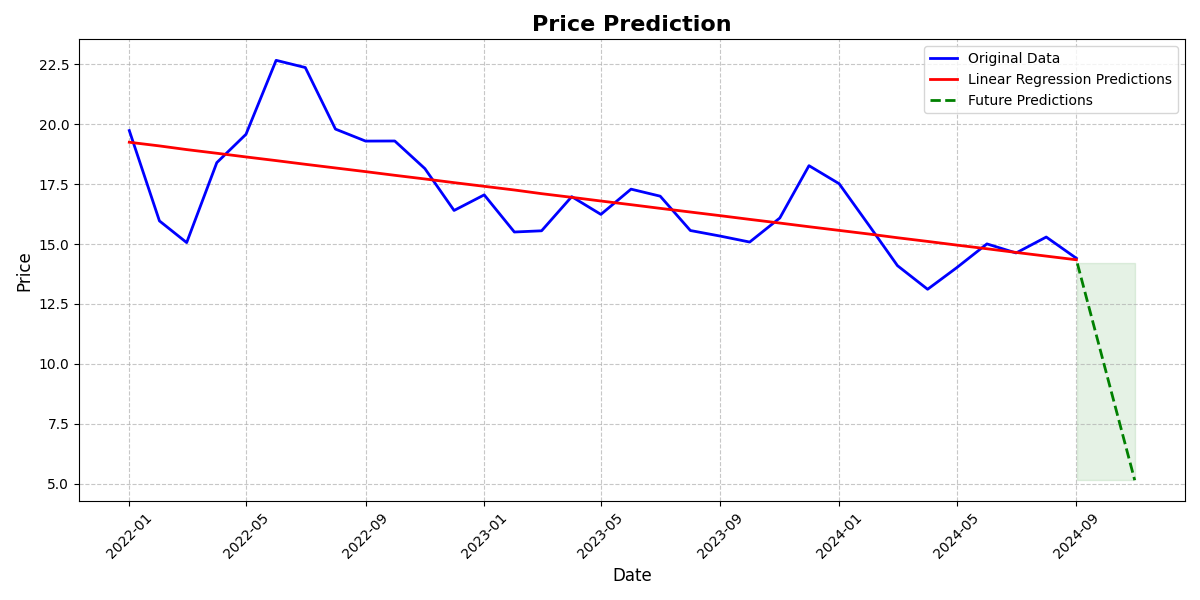 Price Prediction
Original Data
Linear Regression Predictions
Future Predictions
Price
22.5
20.0
17.5
15.0
12.5
10.0
7.5
5.0
2022-01
2022-05
2022-09
2023-01
2023-05
2023-09
2024-01
2024-05
2024-09
Date